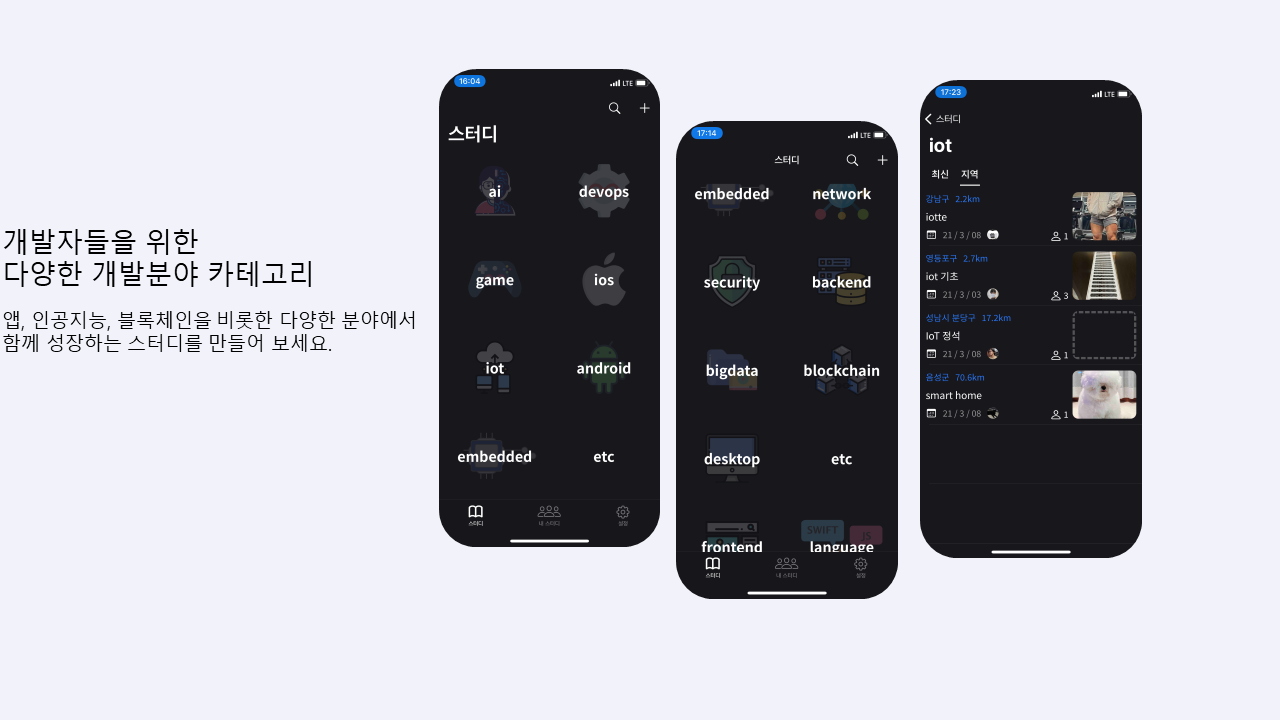 개발자들을 위한
다양한 개발분야 카테고리
앱, 인공지능, 블록체인을 비롯한 다양한 분야에서
함께 성장하는 스터디를 만들어 보세요.
16:04 LTE
스터디
ai devops
game ios
iot android
embedded etc
스터디 내 스터디 설정
17:14 LTE
스터디
embedded network
security backend
bigdata blockchain
desktop etc
SWIFT JS
frontend language
스터디 내 스터디 설정
17:23 LTE
스터디
iot
최신 지역
강남구 2.2km
iotte
21 / 3 / 08 1
영등포구 2.7km
iot 기초
21 / 3 / 03 3
성남시 분당구 17.2km
IoT 정석
21 / 3 / 08 1
음성군 70.6km
smart home
21 / 3 / 08 1